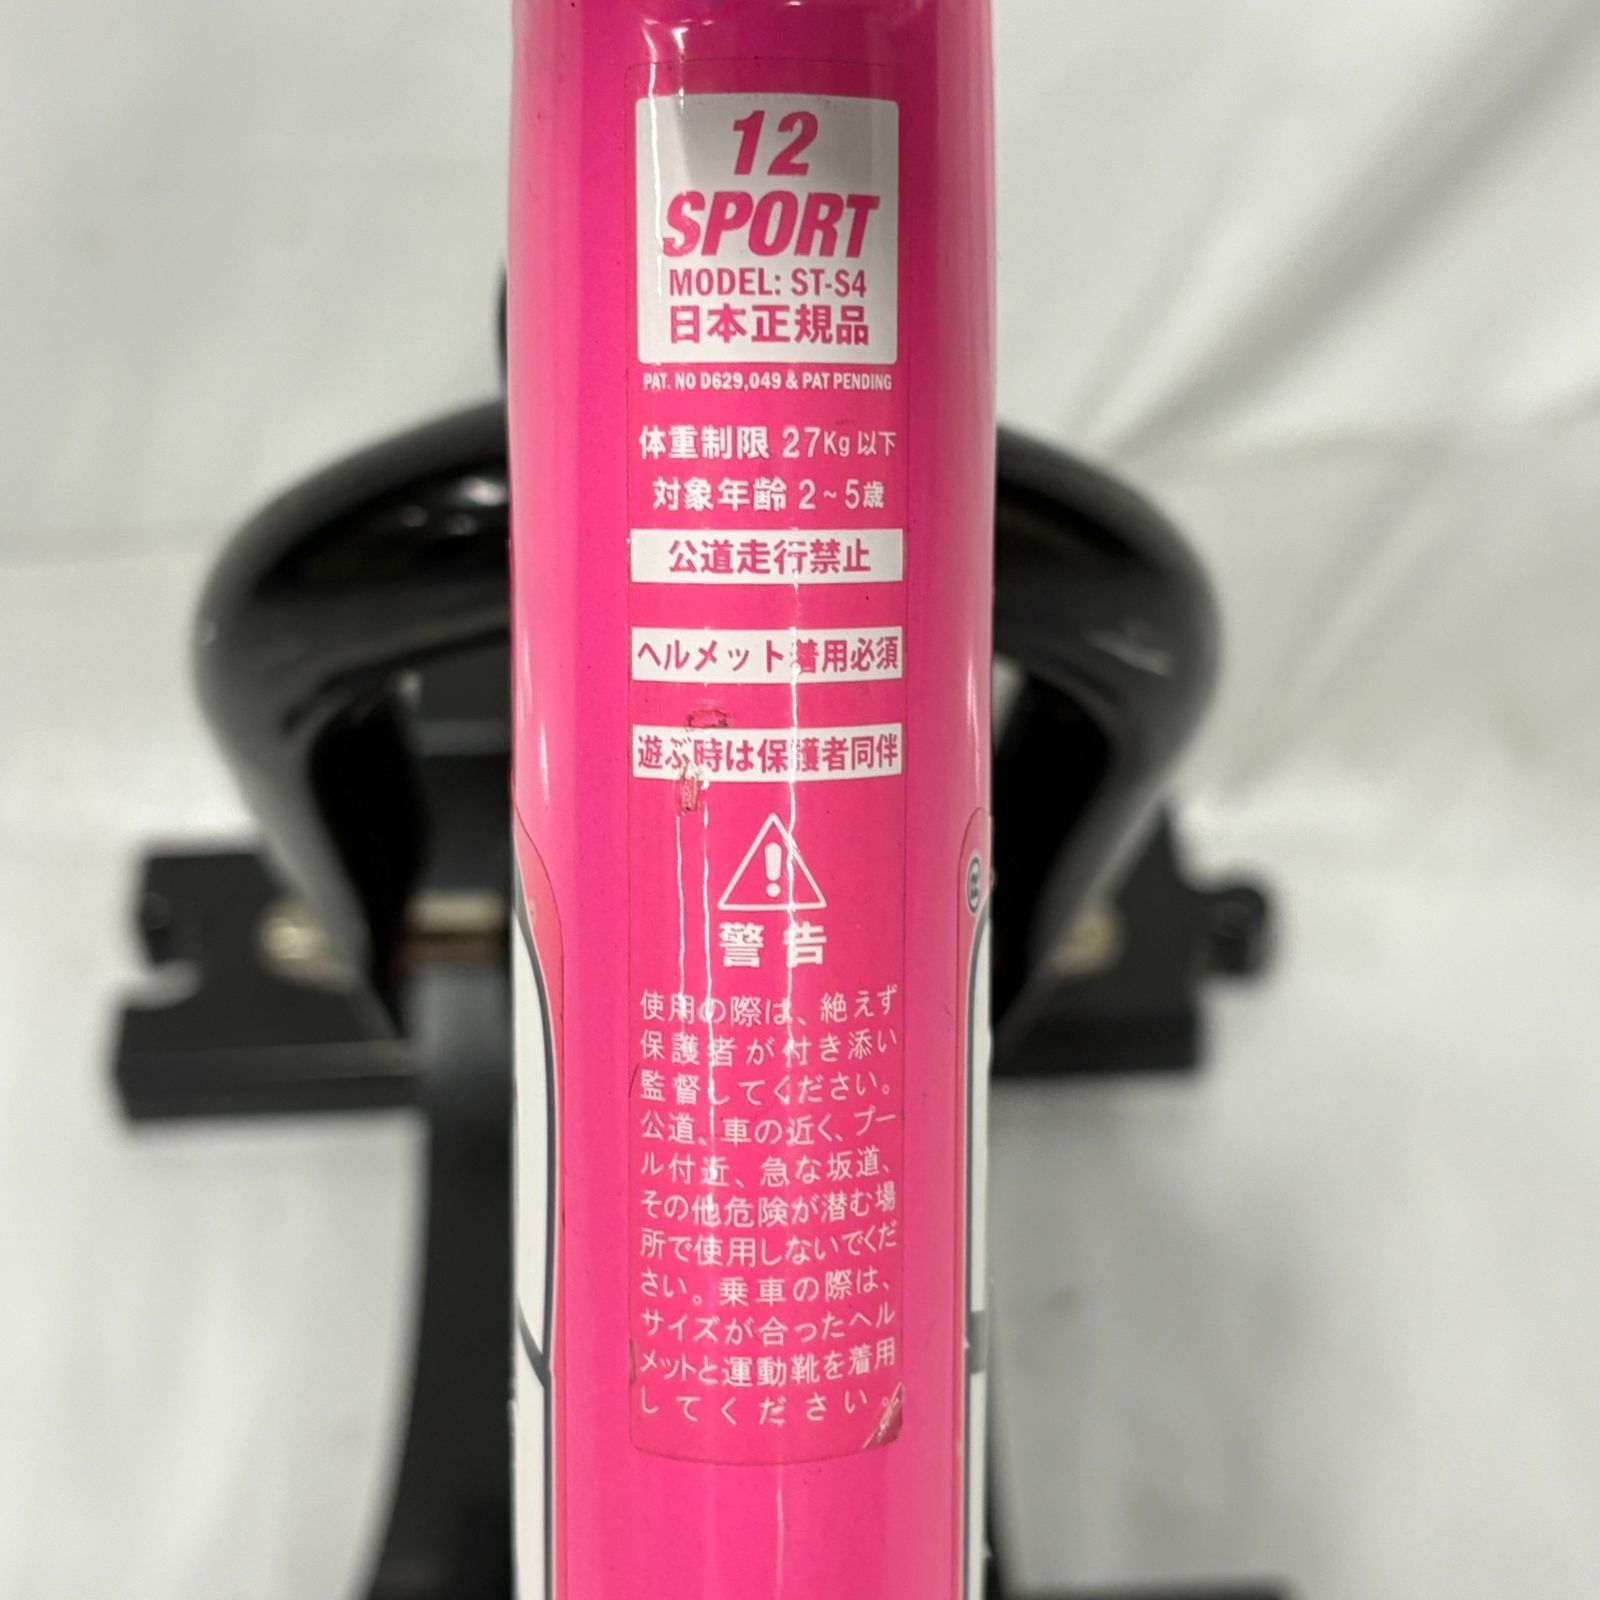 12
SPORT
MODEL: ST-S4
日本正規品
PAT. NO D629,049 & PAT PENDING
体重制限 27Kg 以下
対象年齢 2~5歳
公道走行禁止
ヘルメット着用必須
遊ぶ時は保護者同伴
警告
使用の際は、絶えず
保護者が付き添い
監督してください。
公道、車の近く、プー
ル付近、急な坂道、
その他危険が潜む場
所で使用しないでくだ
さい。乗車の際は、
サイズが合ったヘル
メットと運動靴を着用
してください。